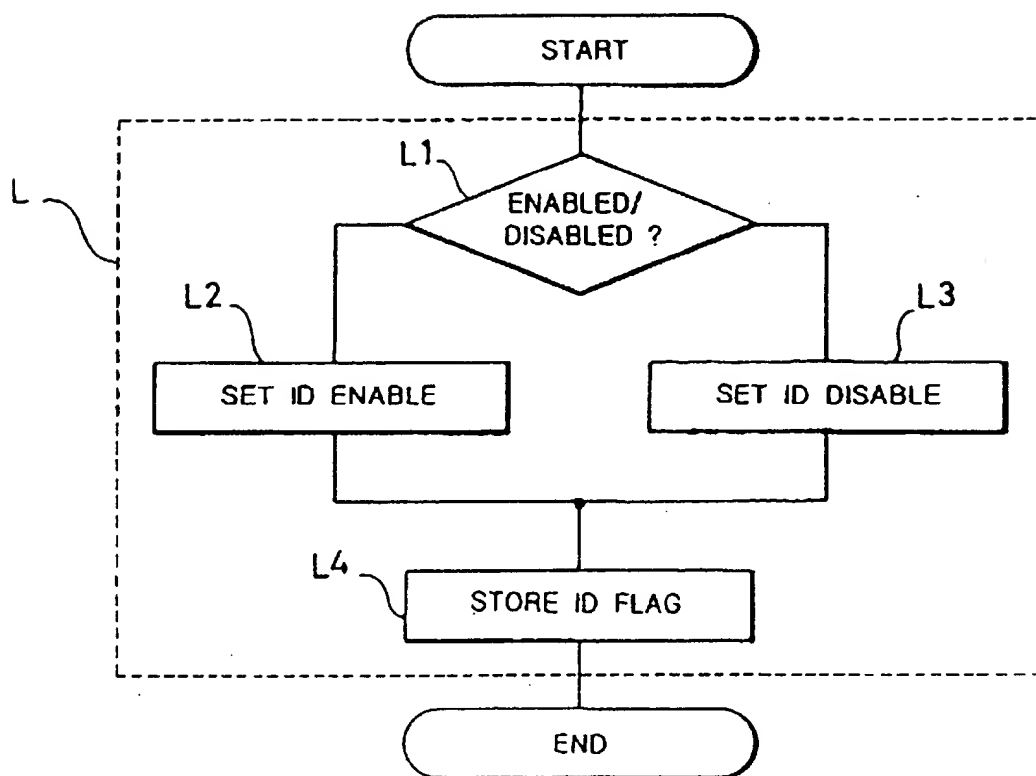 START
L1
ENABLED/
DISABLED ?
L
L2
L3
SET ID ENABLE
SET ID DISABLE
L4
STORE ID FLAG
END